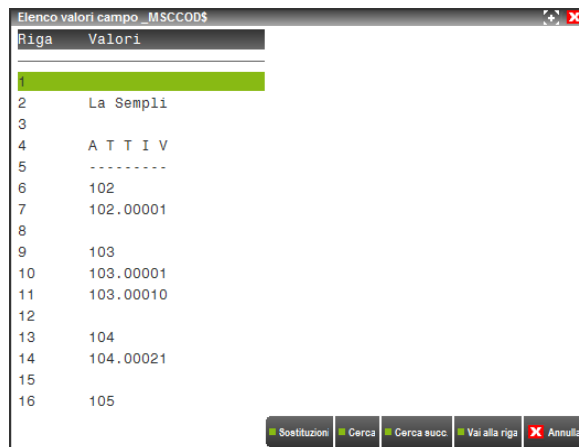 Elenco valori campo _MSCCOD$
Riga Valori
1
2 La Sempli
3
4 A T T I V
5 ---------
6 102
7 102.00001
8
9 103
10 103.00001
11 103.00010
12
13 104
14 104.00021
15
16 105
Sostituzioni Cerca Cerca succ. Vai alla riga Annulla